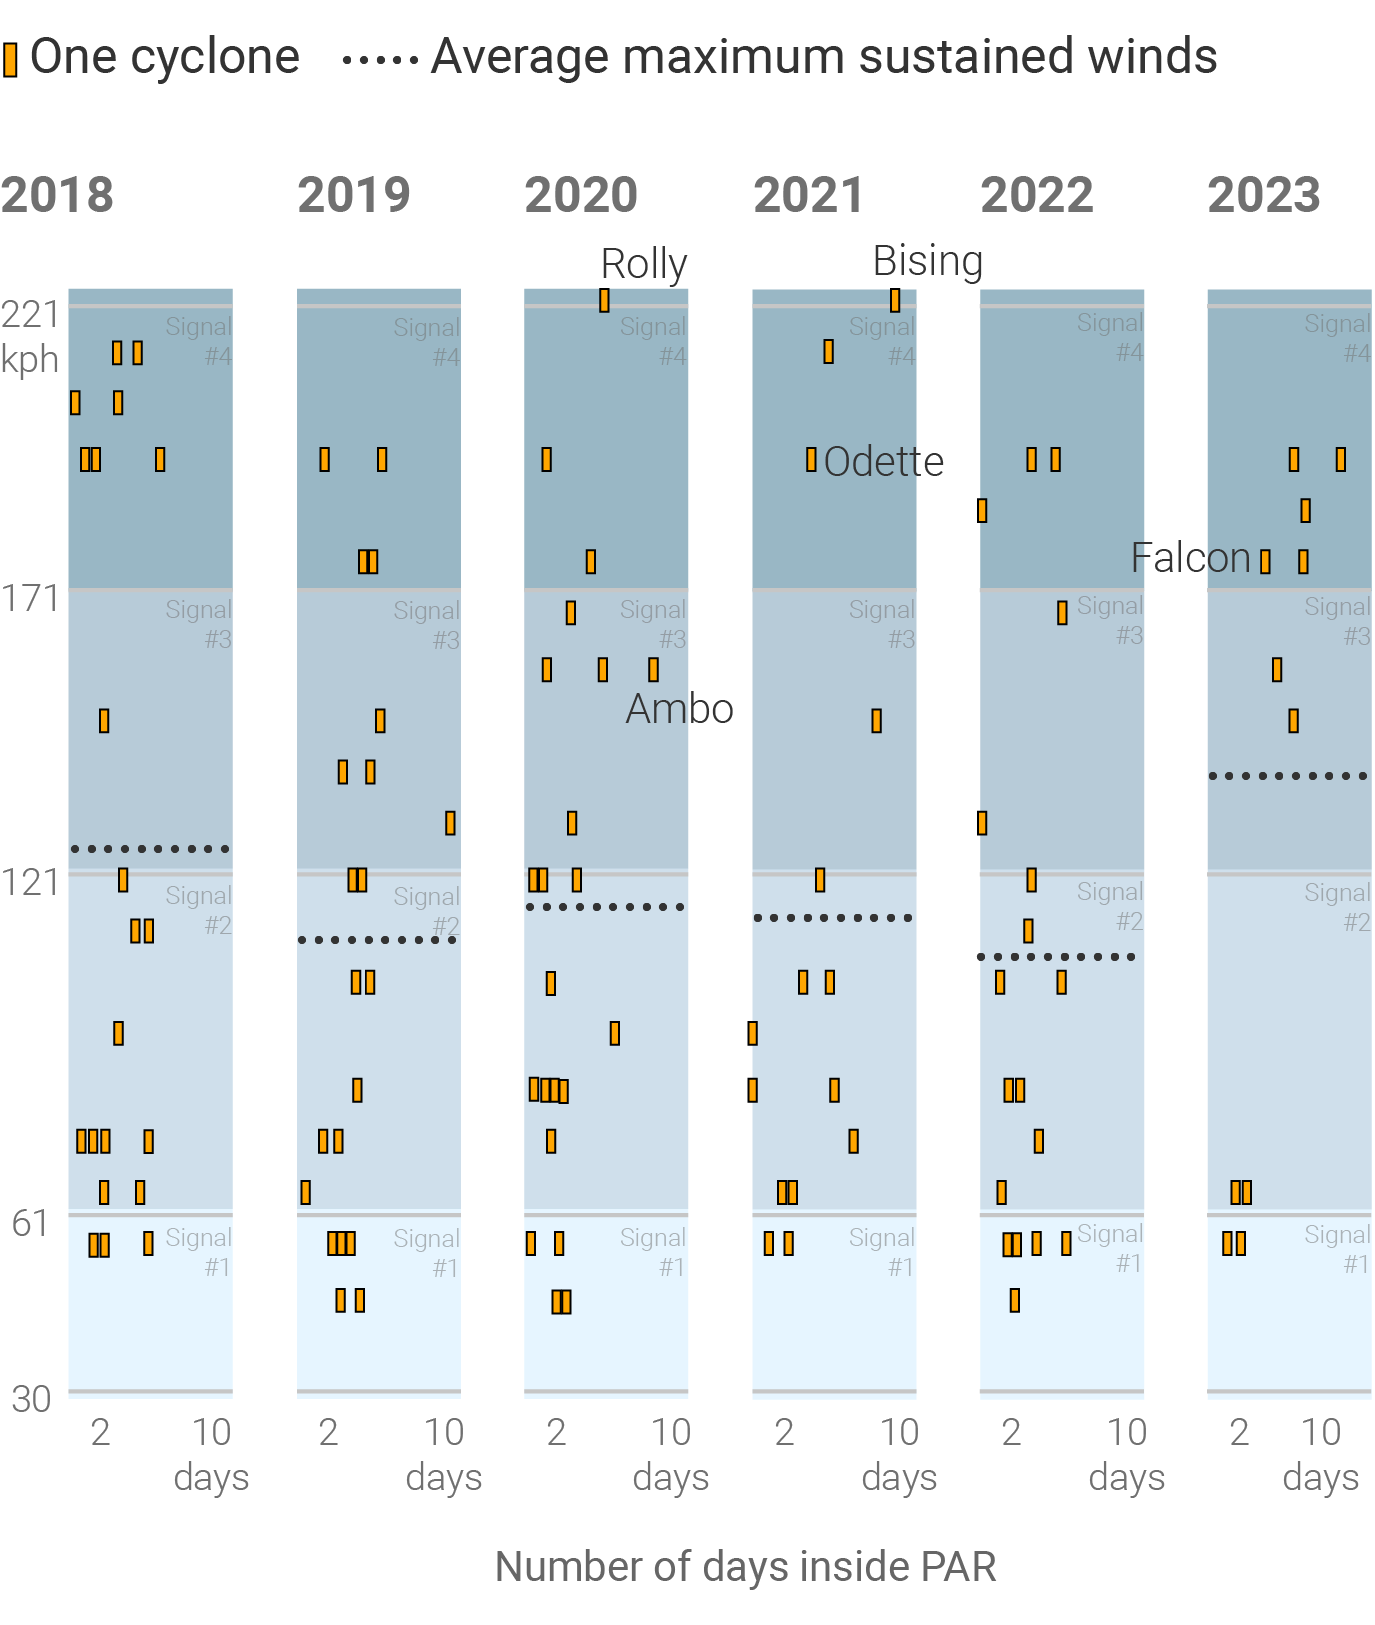 One cyclone Average maximum sustained winds
2018 2019 2020 2021 2022 2023
Rolly Bising
221
kph
Signal
#4
Signal
#4
Signal
#4
Signal
#4
Signal
#4
Signal
#4
Odette
Falcon
171
Signal
#3
Signal
#3
Signal
#3
Signal
#3
Signal
#3
Signal
#3
Ambo
121
Signal
#2
Signal
#2
Signal
#2
Signal
#2
61
Signal
#1
Signal
#1
Signal
#1
Signal
#1
Signal
#1
Signal
#1
30
2 10
days
2 10
days
2 10
days
2 10
days
2 10
days
2 10
days
Number of days inside PAR